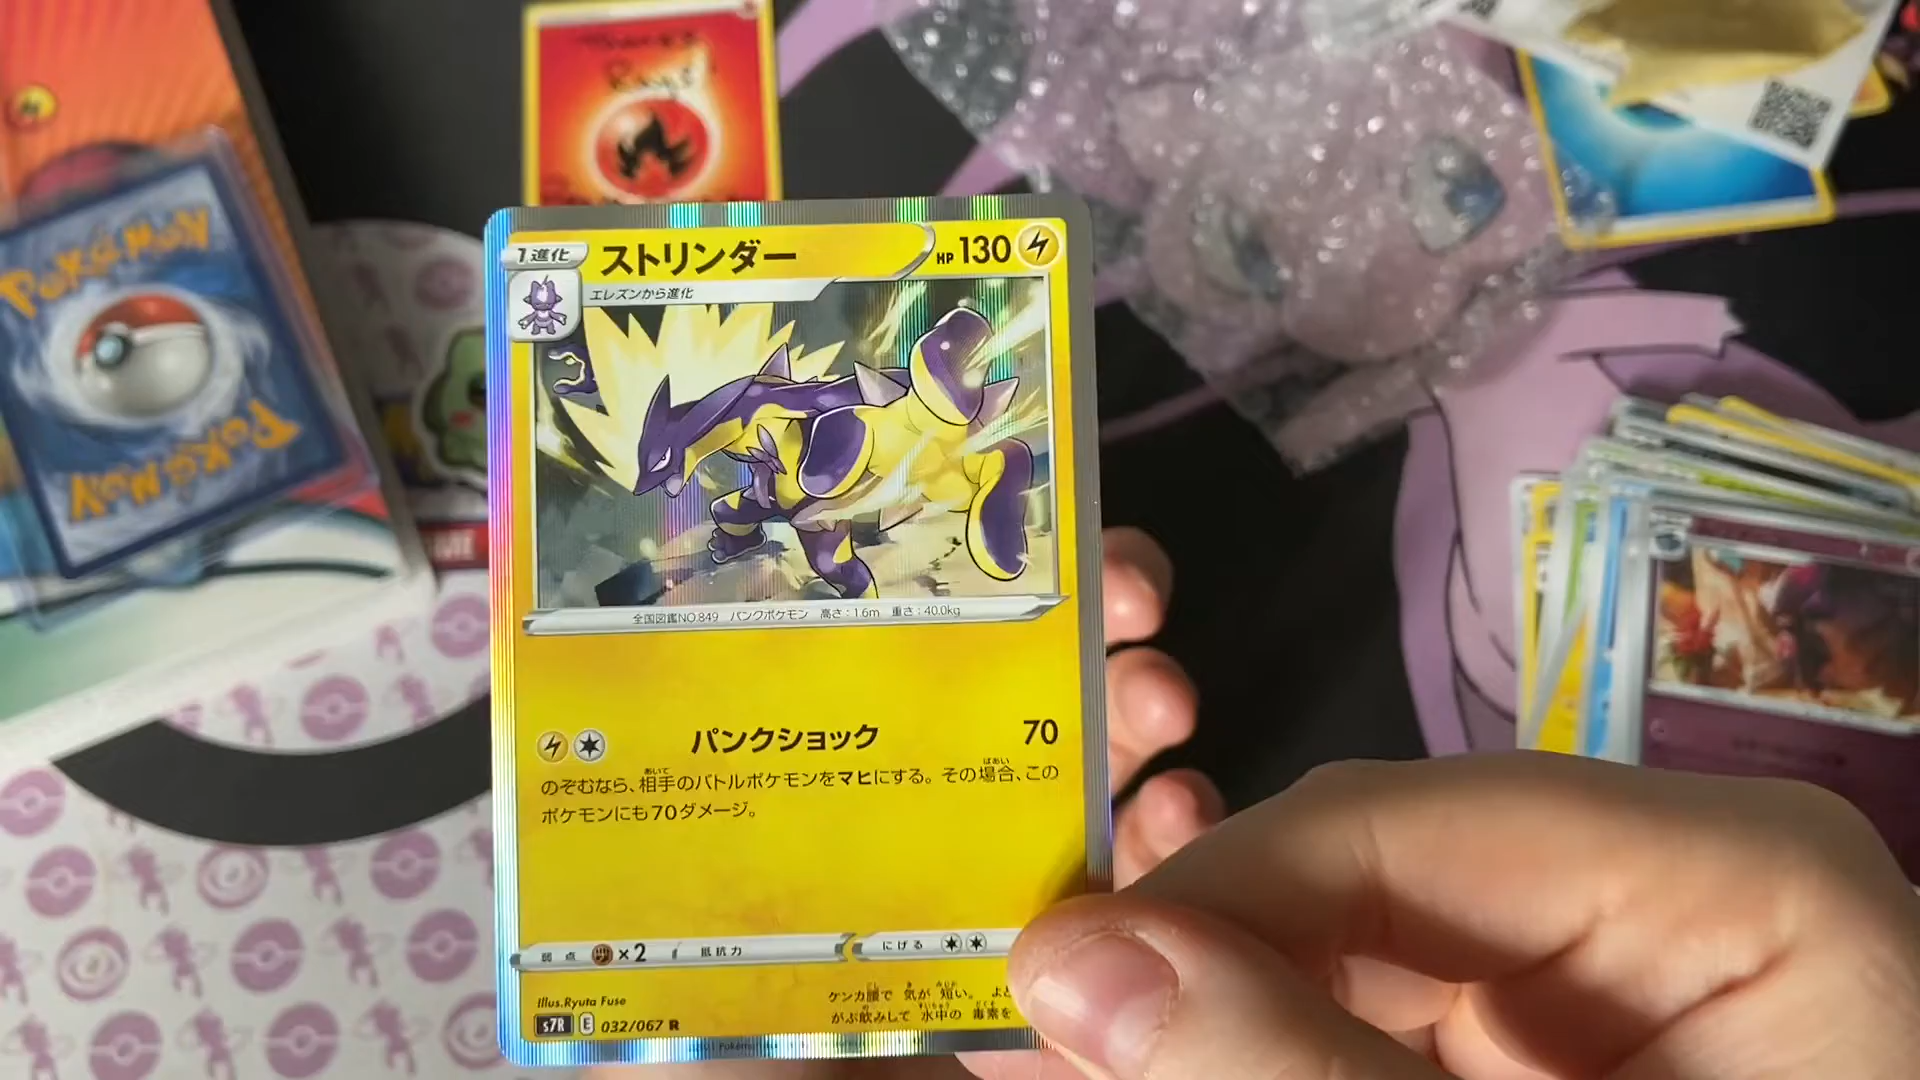 Pokémon
Pokémon
1進化
ストリンダー
HP 130
エレズンから進化
全国図鑑NO.849 パンクポケモン 高さ：1.6m 重さ：40.0kg
パンクショック 70
のぞむなら、相手のバトルポケモンをマヒにする。その場合、この
ポケモンにも70ダメージ。
弱点 ×2 抵抗力 にげる
Illus.Ryuta Fuse
ケンカ腰で 気が 短い。
がぶ飲みして 水中の 毒素を
s7R E 032/067 R